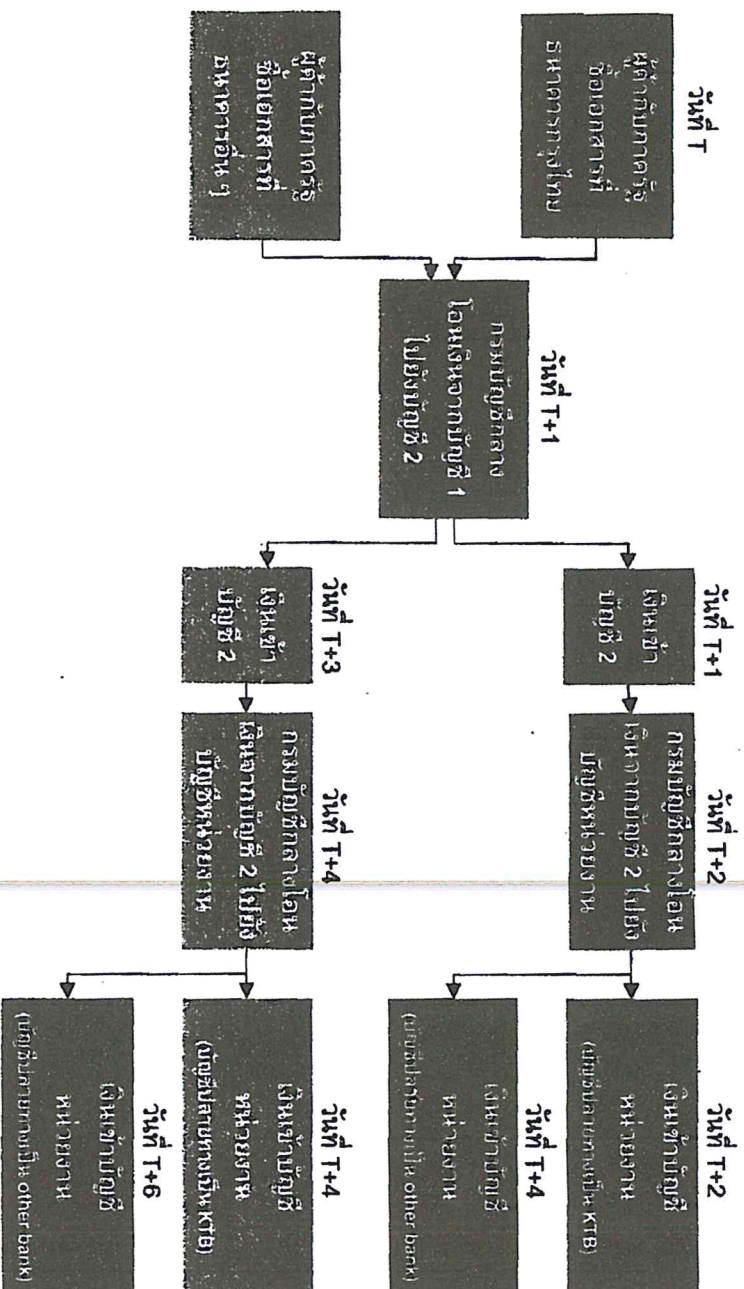 วันที่ T
ผู้ค้ากับภาครัฐ
ซื้อเอกสารที่
ธนาคารกรุงไทย
ผู้ค้ากับภาครัฐ
ซื้อเอกสารที่
ธนาคารอื่น ๆ
วันที่ T+1
กรมบัญชีกลาง
โอนเงินจากบัญชี 1
ไปยังบัญชี 2
วันที่ T+1
เงินเข้า
บัญชี 2
วันที่ T+3
เงินเข้า
บัญชี 2
วันที่ T+2
กรมบัญชีกลางโอน
เงินจากบัญชี 2 ไปยัง
บัญชีหน่วยงาน
วันที่ T+4
กรมบัญชีกลางโอน
เงินจากบัญชี 2 ไปยัง
บัญชีหน่วยงาน
วันที่ T+2
เงินเข้าบัญชี
หน่วยงาน
(บัญชีปลายทางเป็น KTB)
วันที่ T+4
เงินเข้าบัญชี
หน่วยงาน
(บัญชีปลายทางเป็น other bank)
วันที่ T+4
เงินเข้าบัญชี
หน่วยงาน
(บัญชีปลายทางเป็น KTB)
วันที่ T+6
เงินเข้าบัญชี
หน่วยงาน
(บัญชีปลายทางเป็น other bank)